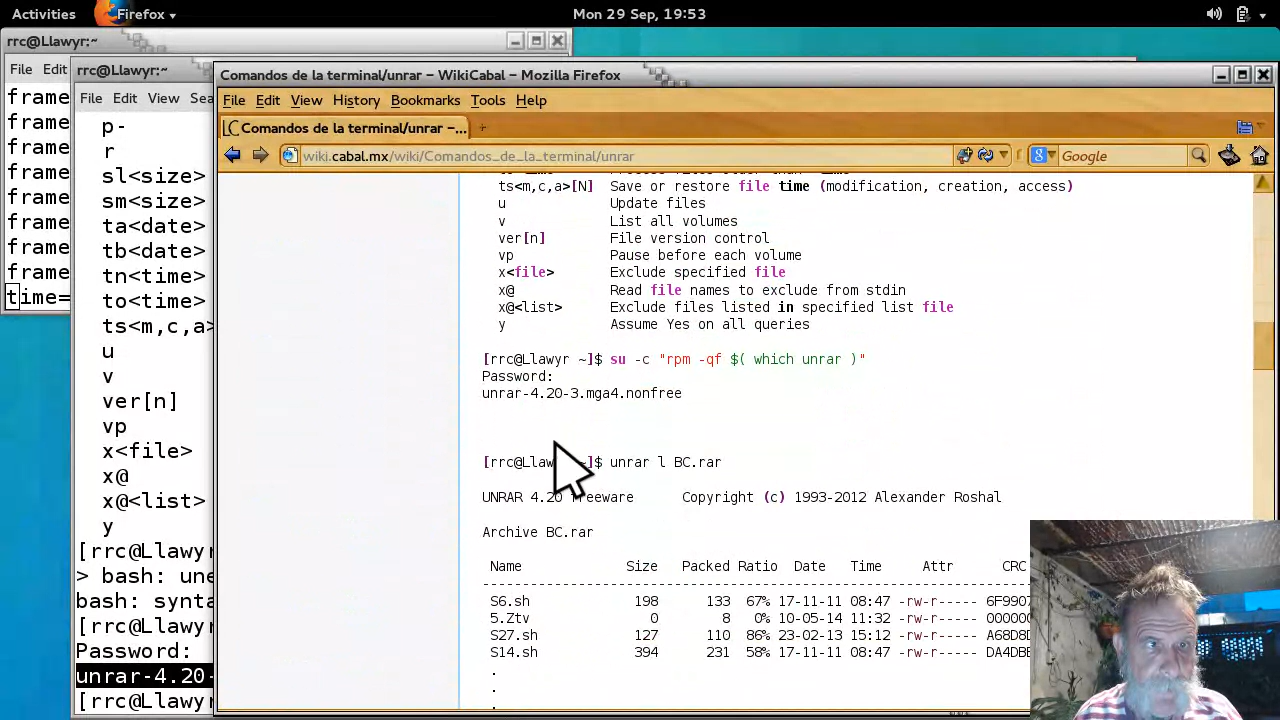 Activities Firefox Mon 29 Sep, 19:53
rrc@Llawyr:~
File Edit
frame
frame
frame
frame
frame
frame
frame
frame
time=
rrc@Llawyr:~
File Edit View Sea
p-
r
sl<size>
sm<size>
ta<date>
tb<date>
tn<time>
to<time>
ts<m,c,a>
u
v
ver[n]
vp
x<file>
x@
x@<list>
y
[rrc@Llawy
> bash: une
bash: synta
[rrc@Llawy
Password:
unrar-4.20-
[rrc@Llawy
Comandos de la terminal/unrar – WikiCabal – Mozilla Firefox
File Edit View History Bookmarks Tools Help
Comandos de la terminal/unrar –...
wiki.cabal.mx/wiki/Comandos_de_la_terminal/unrar Google
ts<m,c,a>[N] Save or restore file time (modification, creation, access)
u Update files
v List all volumes
ver[n] File version control
vp Pause before each volume
x<file> Exclude specified file
x@ Read file names to exclude from stdin
x@<list> Exclude files listed in specified list file
y Assume Yes on all queries
[rrc@Llawyr ~]$ su -c "rpm -qf $( which unrar )"
Password:
unrar-4.20-3.mga4.nonfree
[rrc@Llawyr ~]$ unrar l BC.rar
UNRAR 4.20 freeware Copyright (c) 1993-2012 Alexander Roshal
Archive BC.rar
Name Size Packed Ratio Date Time Attr CRC
S6.sh 198 133 67% 17-11-11 08:47 -rw-r----- 6F9907
5.Ztv 0 8 0% 10-05-14 11:32 -rw-r----- 000000
S27.sh 127 110 86% 23-02-13 15:12 -rw-r----- A68D8D
S14.sh 394 231 58% 17-11-11 08:47 -rw-r----- DA4DBE
.
.
.